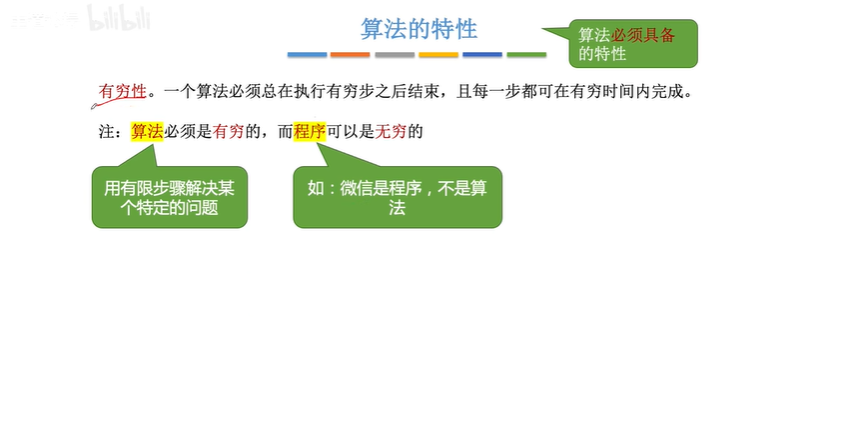 bilibili
算法的特性
算法必须具备
的特性
有穷性。一个算法必须总在执行有穷步之后结束，且每一步都可在有穷时间内完成。
注：算法必须是有穷的，而程序可以是无穷的
用有限步骤解决某
个特定的问题
如：微信是程序，不是算
法